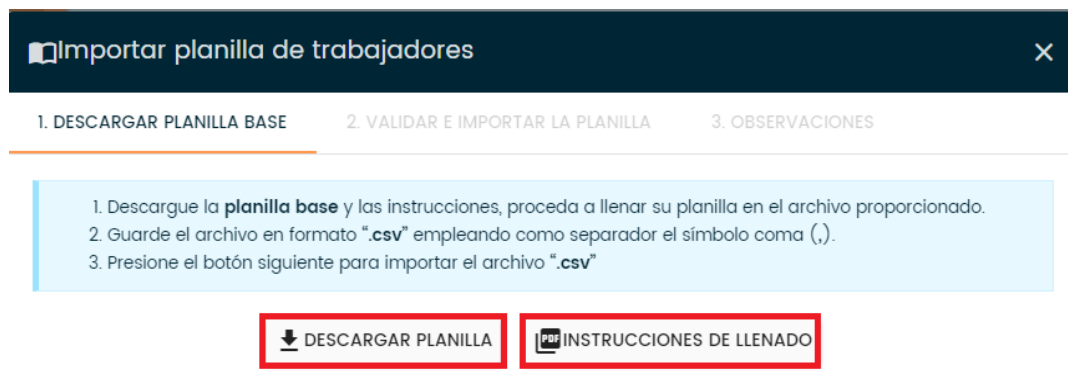 Importar planilla de trabajadores
1. DESCARGAR PLANILLA BASE 2. VALIDAR E IMPORTAR LA PLANILLA 3. OBSERVACIONES
1. Descargue la planilla base y las instrucciones, proceda a llenar su planilla en el archivo proporcionado.
2. Guarde el archivo en formato “.csv” empleando como separador el símbolo coma (,).
3. Presione el botón siguiente para importar el archivo “.csv”
DESCARGAR PLANILLA PDF INSTRUCCIONES DE LLENADO